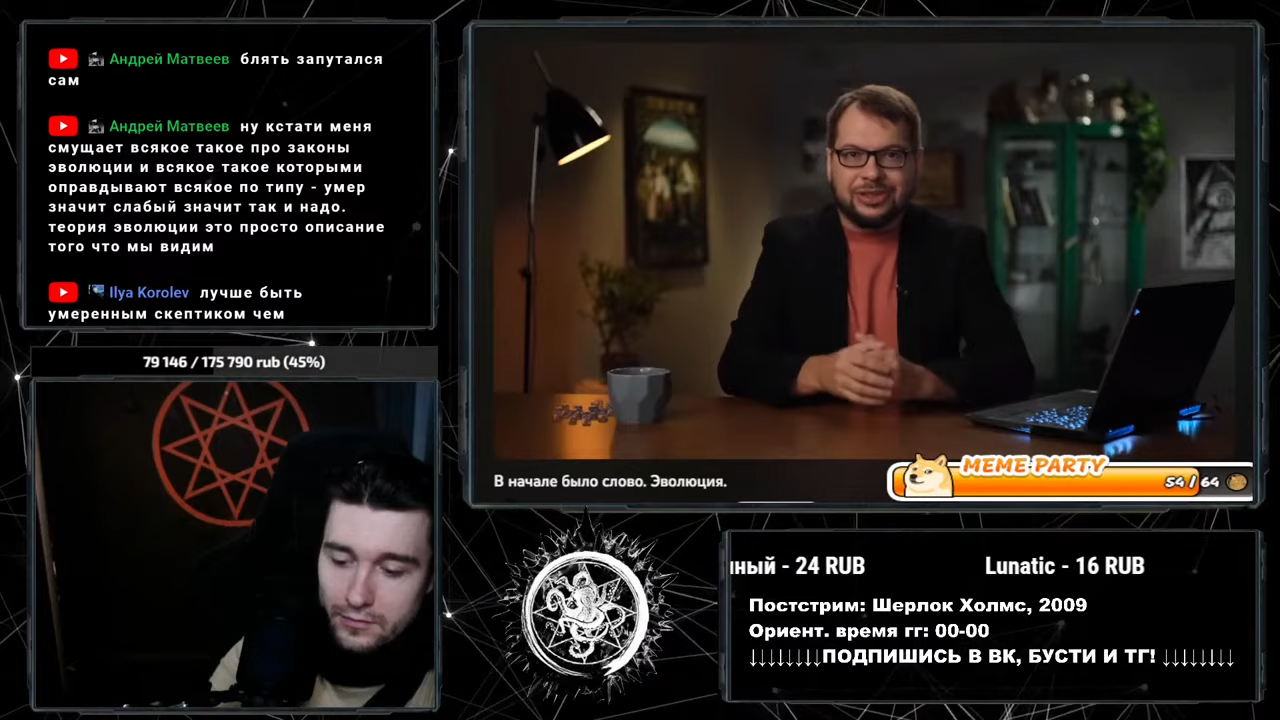 Андрей Матвеев блять запутался
сам
Андрей Матвеев ну кстати меня
смущает всякое такое про законы
эволюции и всякое такое которыми
оправдывают всякое по типу - умер
значит слабый значит так и надо.
теория эволюции это просто описание
того что мы видим
Ilya Korolev лучше быть
умеренным скептиком чем
79 146 / 175 790 rub (45%)
В начале было слово. Эволюция.
MEME PARTY
54 / 64
ный - 24 RUB
Lunatic - 16 RUB
Постстрим: Шерлок Холмс, 2009
Ориент. время гг: 00-00
↓↓↓↓↓↓↓↓ПОДПИШИСЬ В ВК, БУСТИ И ТГ! ↓↓↓↓↓↓↓↓